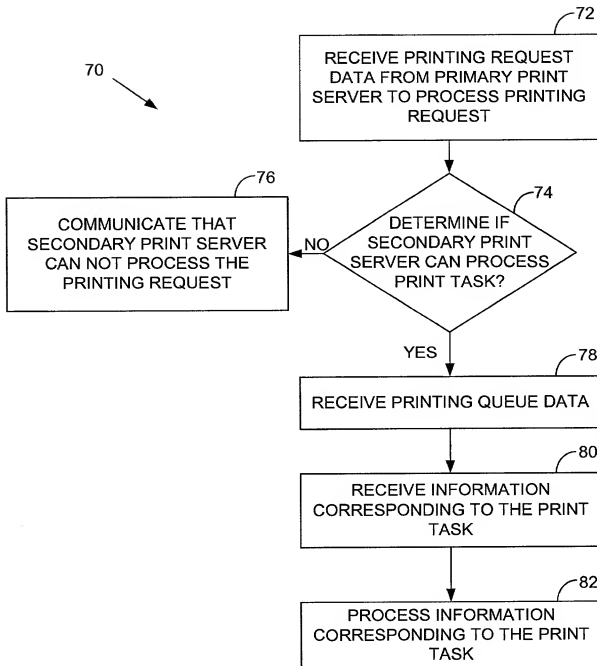 72
RECEIVE PRINTING REQUEST
DATA FROM PRIMARY PRINT
SERVER TO PROCESS PRINTING
REQUEST
70
76
COMMUNICATE THAT
SECONDARY PRINT SERVER
CAN NOT PROCESS THE
PRINTING REQUEST
NO
74
DETERMINE IF
SECONDARY PRINT
SERVER CAN PROCESS
PRINT TASK?
YES
78
RECEIVE PRINTING QUEUE DATA
80
RECEIVE INFORMATION
CORRESPONDING TO THE PRINT
TASK
82
PROCESS INFORMATION
CORRESPONDING TO THE PRINT
TASK